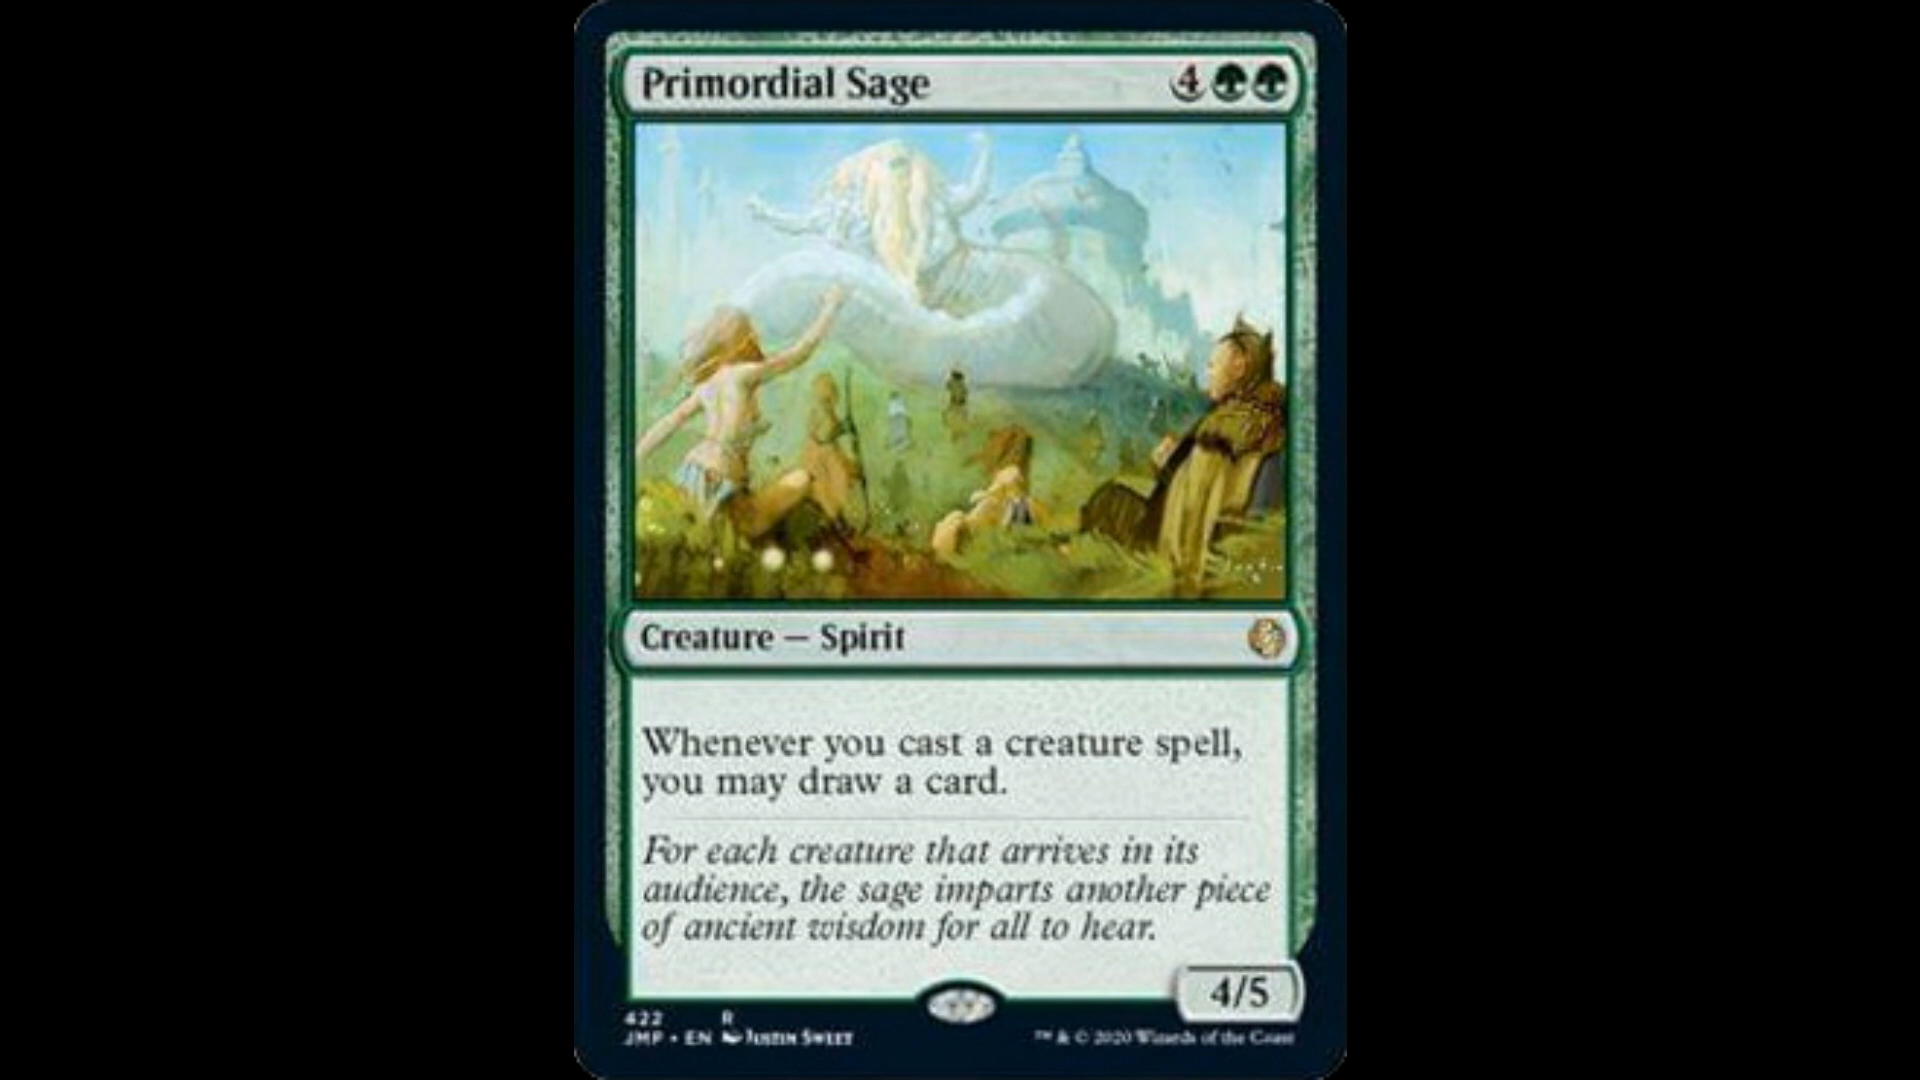 Primordial Sage 4
Creature — Spirit
Whenever you cast a creature spell,
you may draw a card.
For each creature that arrives in its
audience, the sage imparts another piece
of ancient wisdom for all to hear.
4/5
422 R
JMP • EN Justin Sweet
™ & © 2020 Wizards of the Coast